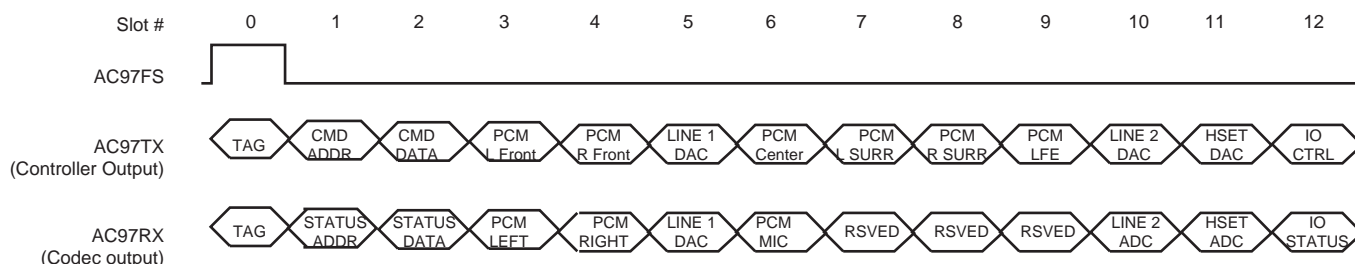 Slot # 0 1 2 3 4 5 6 7 8 9 10 11 12
AC97FS
AC97TX
(Controller Output)
TAG
CMD
ADDR
CMD
DATA
PCM
L Front
PCM
R Front
LINE 1
DAC
PCM
Center
PCM
L SURR
PCM
R SURR
PCM
LFE
LINE 2
DAC
HSET
DAC
IO
CTRL
AC97RX
(Codec output)
TAG
STATUS
ADDR
STATUS
DATA
PCM
LEFT
PCM
RIGHT
LINE 1
DAC
PCM
MIC
RSVED
RSVED
RSVED
LINE 2
ADC
HSET
ADC
IO
STATUS